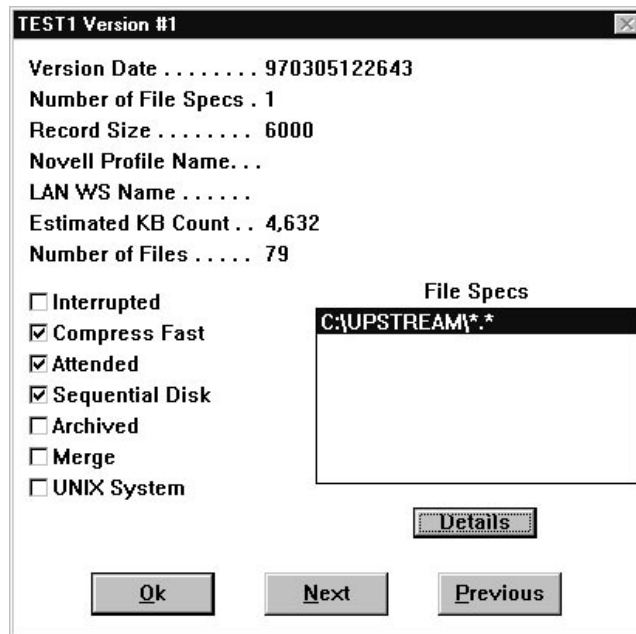 TEST1 Version #1
Version Date . . . . . . . . 970305122643
Number of File Specs . 1
Record Size . . . . . . . . 6000
Novell Profile Name. . .
LAN WS Name . . . . . .
Estimated KB Count . . 4,632
Number of Files . . . . . 79
Interrupted
Compress Fast
Attended
Sequential Disk
Archived
Merge
UNIX System
File Specs
C:\UPSTREAM\*.*
Details
Ok
Next
Previous